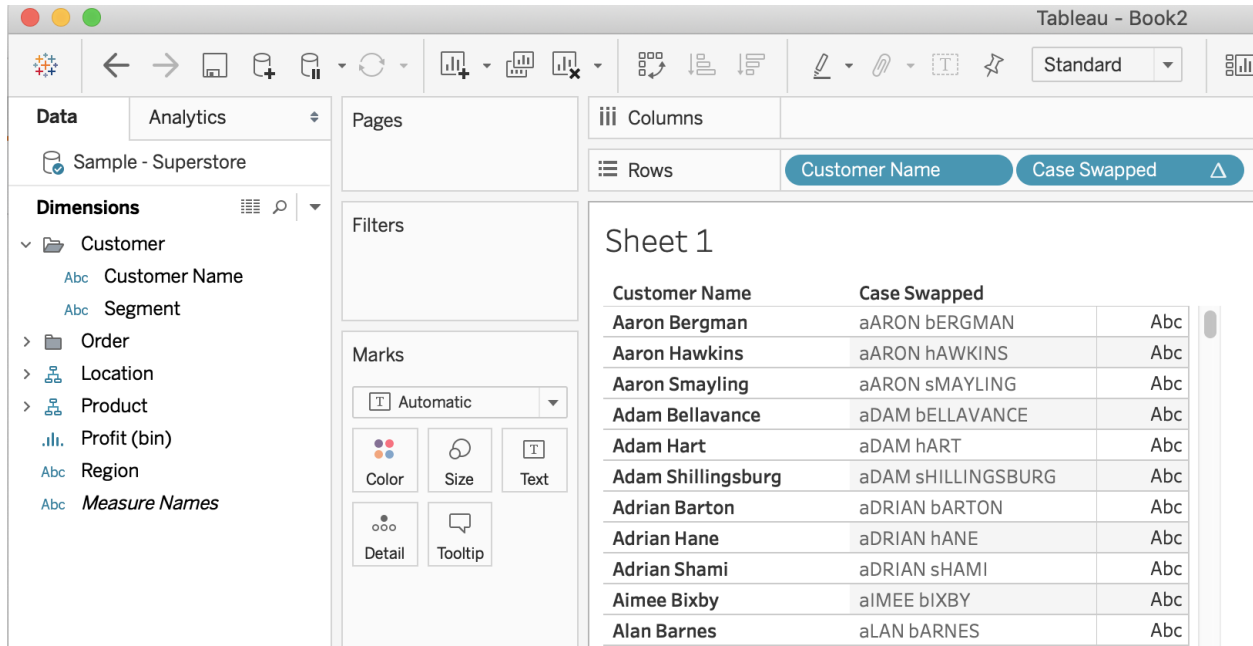 Tableau - Book2
Standard
Data Analytics
Sample - Superstore
Dimensions
Customer
Abc Customer Name
Abc Segment
Order
Location
Product
Profit (bin)
Abc Region
Abc Measure Names
Pages
Filters
Marks
T Automatic
Color Size T Text
Detail Tooltip
Columns
Rows Customer Name Case Swapped Δ
Sheet 1
Customer Name Case Swapped
Aaron Bergman aARON bERGMAN Abc
Aaron Hawkins aARON hAWKINS Abc
Aaron Smayling aARON sMAYLING Abc
Adam Bellavance aDAM bELLAVANCE Abc
Adam Hart aDAM hART Abc
Adam Shillingsburg aDAM sHILLINGSBURG Abc
Adrian Barton aDRIAN bARTON Abc
Adrian Hane aDRIAN hANE Abc
Adrian Shami aDRIAN sHAMI Abc
Aimee Bixby aIMEE bIXBY Abc
Alan Barnes aLAN bARNES Abc